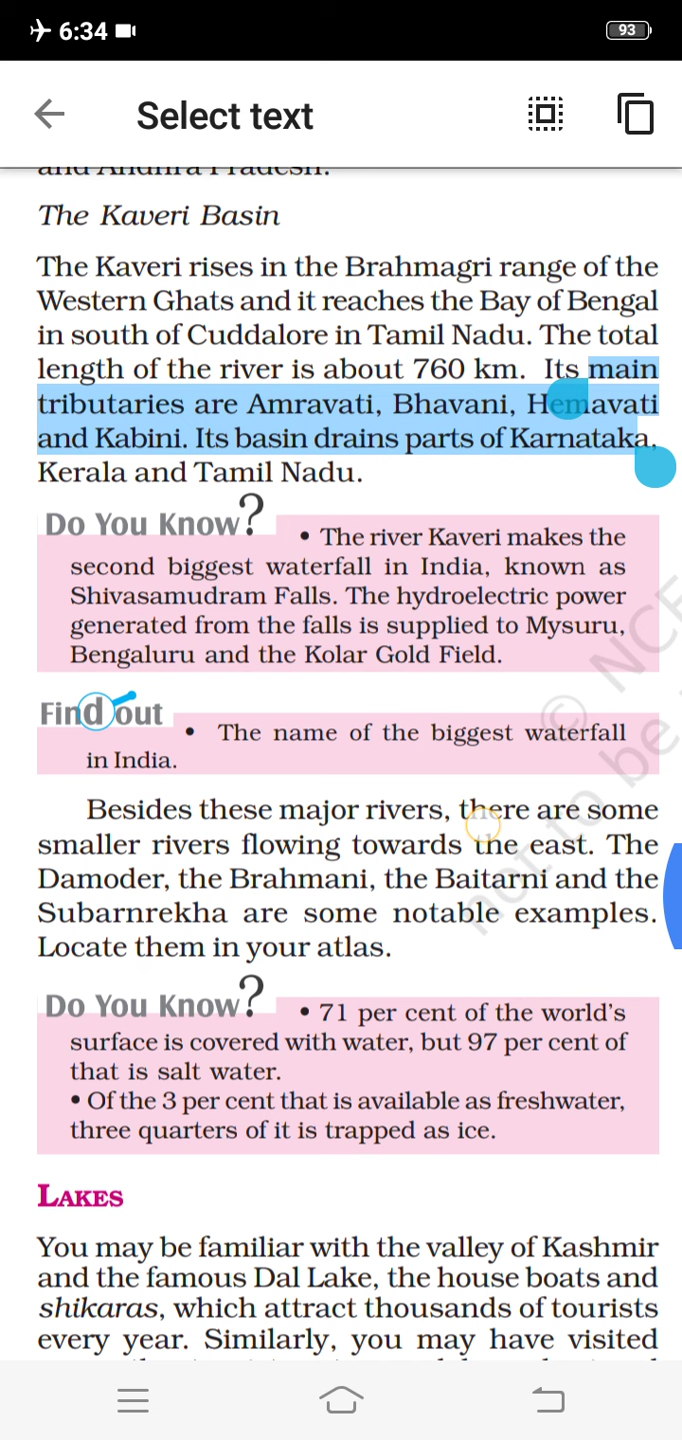 6:34
93
Select text
and Andhra Pradesh.
The Kaveri Basin
The Kaveri rises in the Brahmagri range of the
Western Ghats and it reaches the Bay of Bengal
in south of Cuddalore in Tamil Nadu. The total
length of the river is about 760 km. Its main
tributaries are Amravati, Bhavani, Hemavati
and Kabini. Its basin drains parts of Karnataka,
Kerala and Tamil Nadu.
Do You Know?
• The river Kaveri makes the
second biggest waterfall in India, known as
Shivasamudram Falls. The hydroelectric power
generated from the falls is supplied to Mysuru,
Bengaluru and the Kolar Gold Field.
Find out
• The name of the biggest waterfall
in India.
Besides these major rivers, there are some
smaller rivers flowing towards the east. The
Damoder, the Brahmani, the Baitarni and the
Subarnrekha are some notable examples.
Locate them in your atlas.
Do You Know?
• 71 per cent of the world's
surface is covered with water, but 97 per cent of
that is salt water.
• Of the 3 per cent that is available as freshwater,
three quarters of it is trapped as ice.
LAKES
You may be familiar with the valley of Kashmir
and the famous Dal Lake, the house boats and
shikaras, which attract thousands of tourists
every year. Similarly, you may have visited
© NCE
not to be